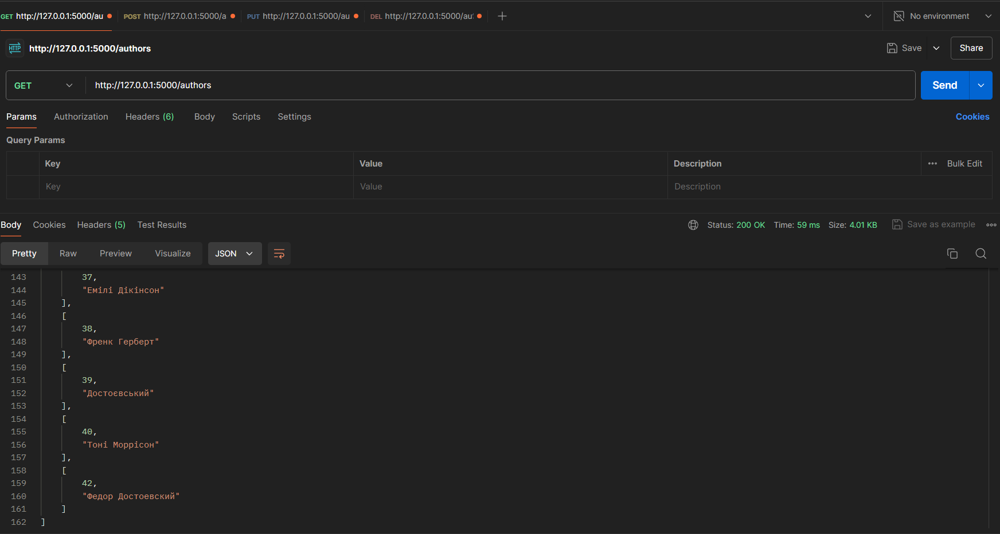 GET http://127.0.0.1:5000/au POST http://127.0.0.1:5000/a PUT http://127.0.0.1:5000/au DEL http://127.0.0.1:5000/au No environment
HTTP http://127.0.0.1:5000/authors Save Share
GET http://127.0.0.1:5000/authors Send
Params Authorization Headers (6) Body Scripts Settings Cookies
Query Params
Key Value Description Bulk Edit
Key Value Description
Body Cookies Headers (5) Test Results Status: 200 OK Time: 59 ms Size: 4.01 KB Save as example
Pretty Raw Preview Visualize JSON
143 37,
144 "Емілі Дікінсон"
145 ],
146 [
147 38,
148 "Френк Герберт"
149 ],
150 [
151 39,
152 "Достоєвський"
153 ],
154 [
155 40,
156 "Тоні Моррісон"
157 ],
158 [
159 42,
160 "Федор Достоевский"
161 ]
162 ]